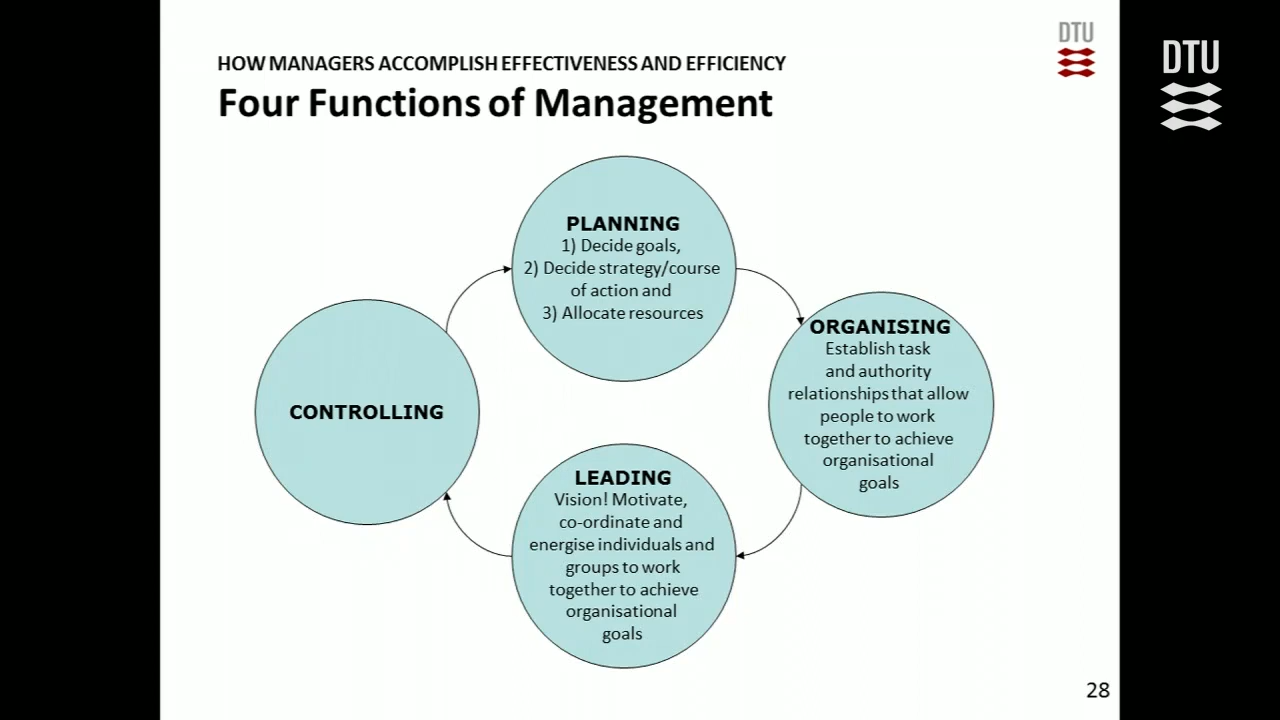 HOW MANAGERS ACCOMPLISH EFFECTIVENESS AND EFFICIENCY
Four Functions of Management
DTU
DTU
PLANNING
1) Decide goals,
2) Decide strategy/course
of action and
3) Allocate resources
ORGANISING
Establish task
and authority
relationships that allow
people to work
together to achieve
organisational
goals
LEADING
Vision! Motivate,
co-ordinate and
energise individuals and
groups to work
together to achieve
organisational
goals
CONTROLLING
28